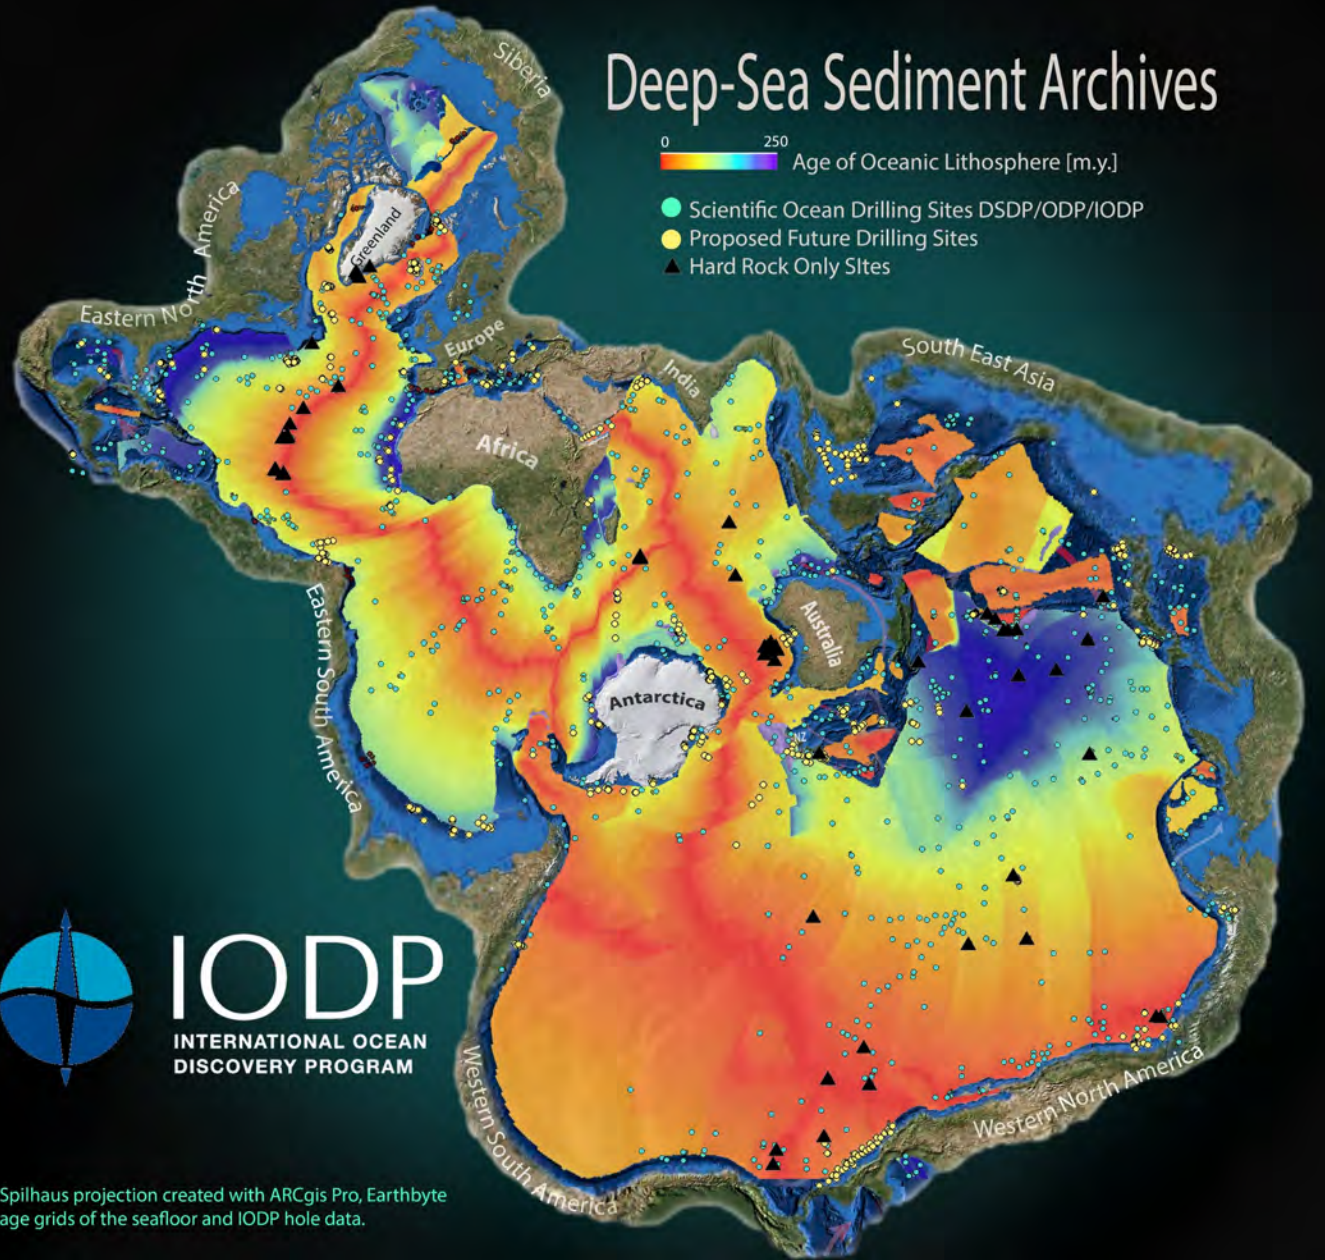 Deep-Sea Sediment Archives
0 250
Age of Oceanic Lithosphere [m.y.]
Scientific Ocean Drilling Sites DSDP/ODP/IODP
Proposed Future Drilling Sites
Hard Rock Only SItes
Siberia
Greenland
Eastern North America
Europe
India
South East Asia
Africa
Australia
Eastern South America
Antarctica
NZ
IODP
INTERNATIONAL OCEAN
DISCOVERY PROGRAM
Western South America
Western North America
Spilhaus projection created with ARCgis Pro, Earthbyte
age grids of the seafloor and IODP hole data.